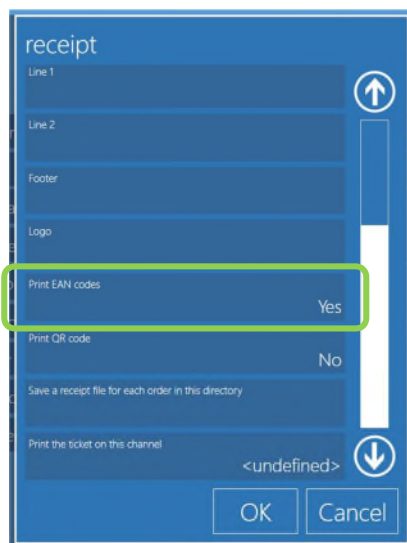 receipt
Line 1
Line 2
Footer
Logo
Print EAN codes
Yes
Print QR code
No
Save a receipt file for each order in this directory
Print the ticket on this channel
<undefined>
OK
Cancel